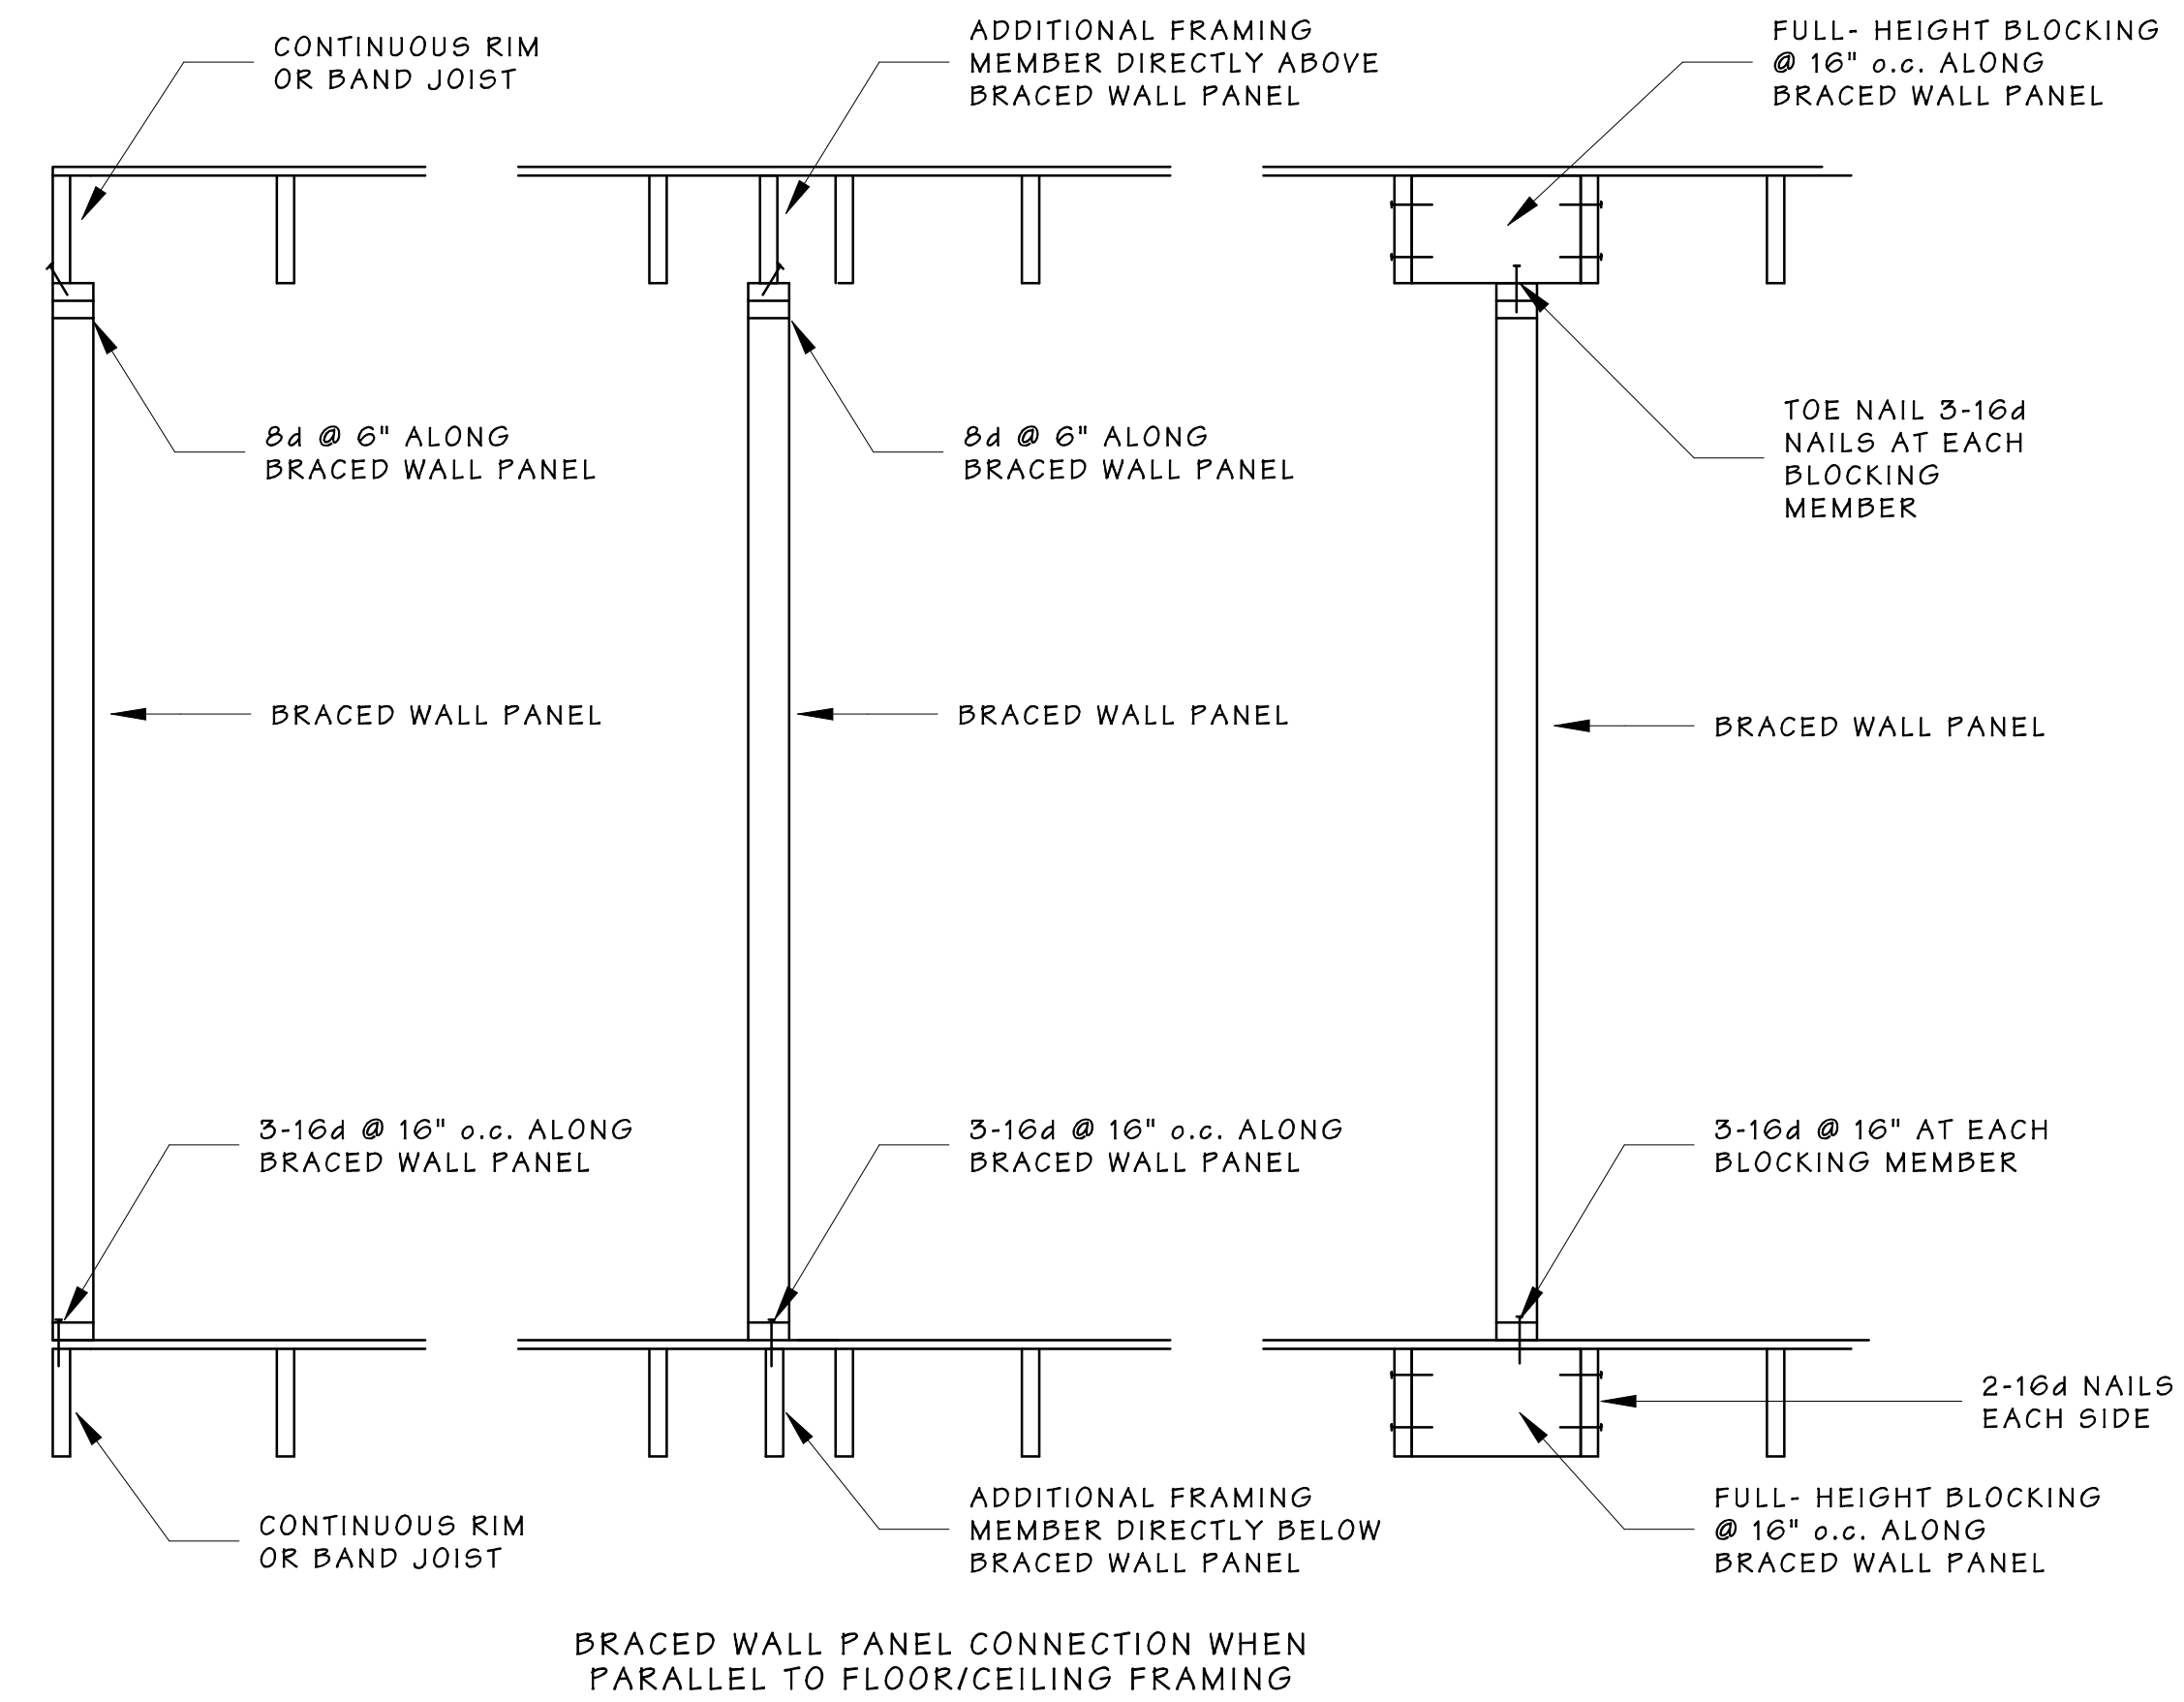 CONTINUOUS RIM
OR BAND JOIST
ADDITIONAL FRAMING
MEMBER DIRECTLY ABOVE
BRACED WALL PANEL
FULL- HEIGHT BLOCKING
@ 16" o.c. ALONG
BRACED WALL PANEL
8d @ 6" ALONG
BRACED WALL PANEL
8d @ 6" ALONG
BRACED WALL PANEL
TOE NAIL 3-16d
NAILS AT EACH
BLOCKING
MEMBER
BRACED WALL PANEL
BRACED WALL PANEL
BRACED WALL PANEL
3-16d @ 16" o.c. ALONG
BRACED WALL PANEL
3-16d @ 16" o.c. ALONG
BRACED WALL PANEL
3-16d @ 16" AT EACH
BLOCKING MEMBER
2-16d NAILS
EACH SIDE
CONTINUOUS RIM
OR BAND JOIST
ADDITIONAL FRAMING
MEMBER DIRECTLY BELOW
BRACED WALL PANEL
FULL- HEIGHT BLOCKING
@ 16" o.c. ALONG
BRACED WALL PANEL
BRACED WALL PANEL CONNECTION WHEN
PARALLEL TO FLOOR/CEILING FRAMING